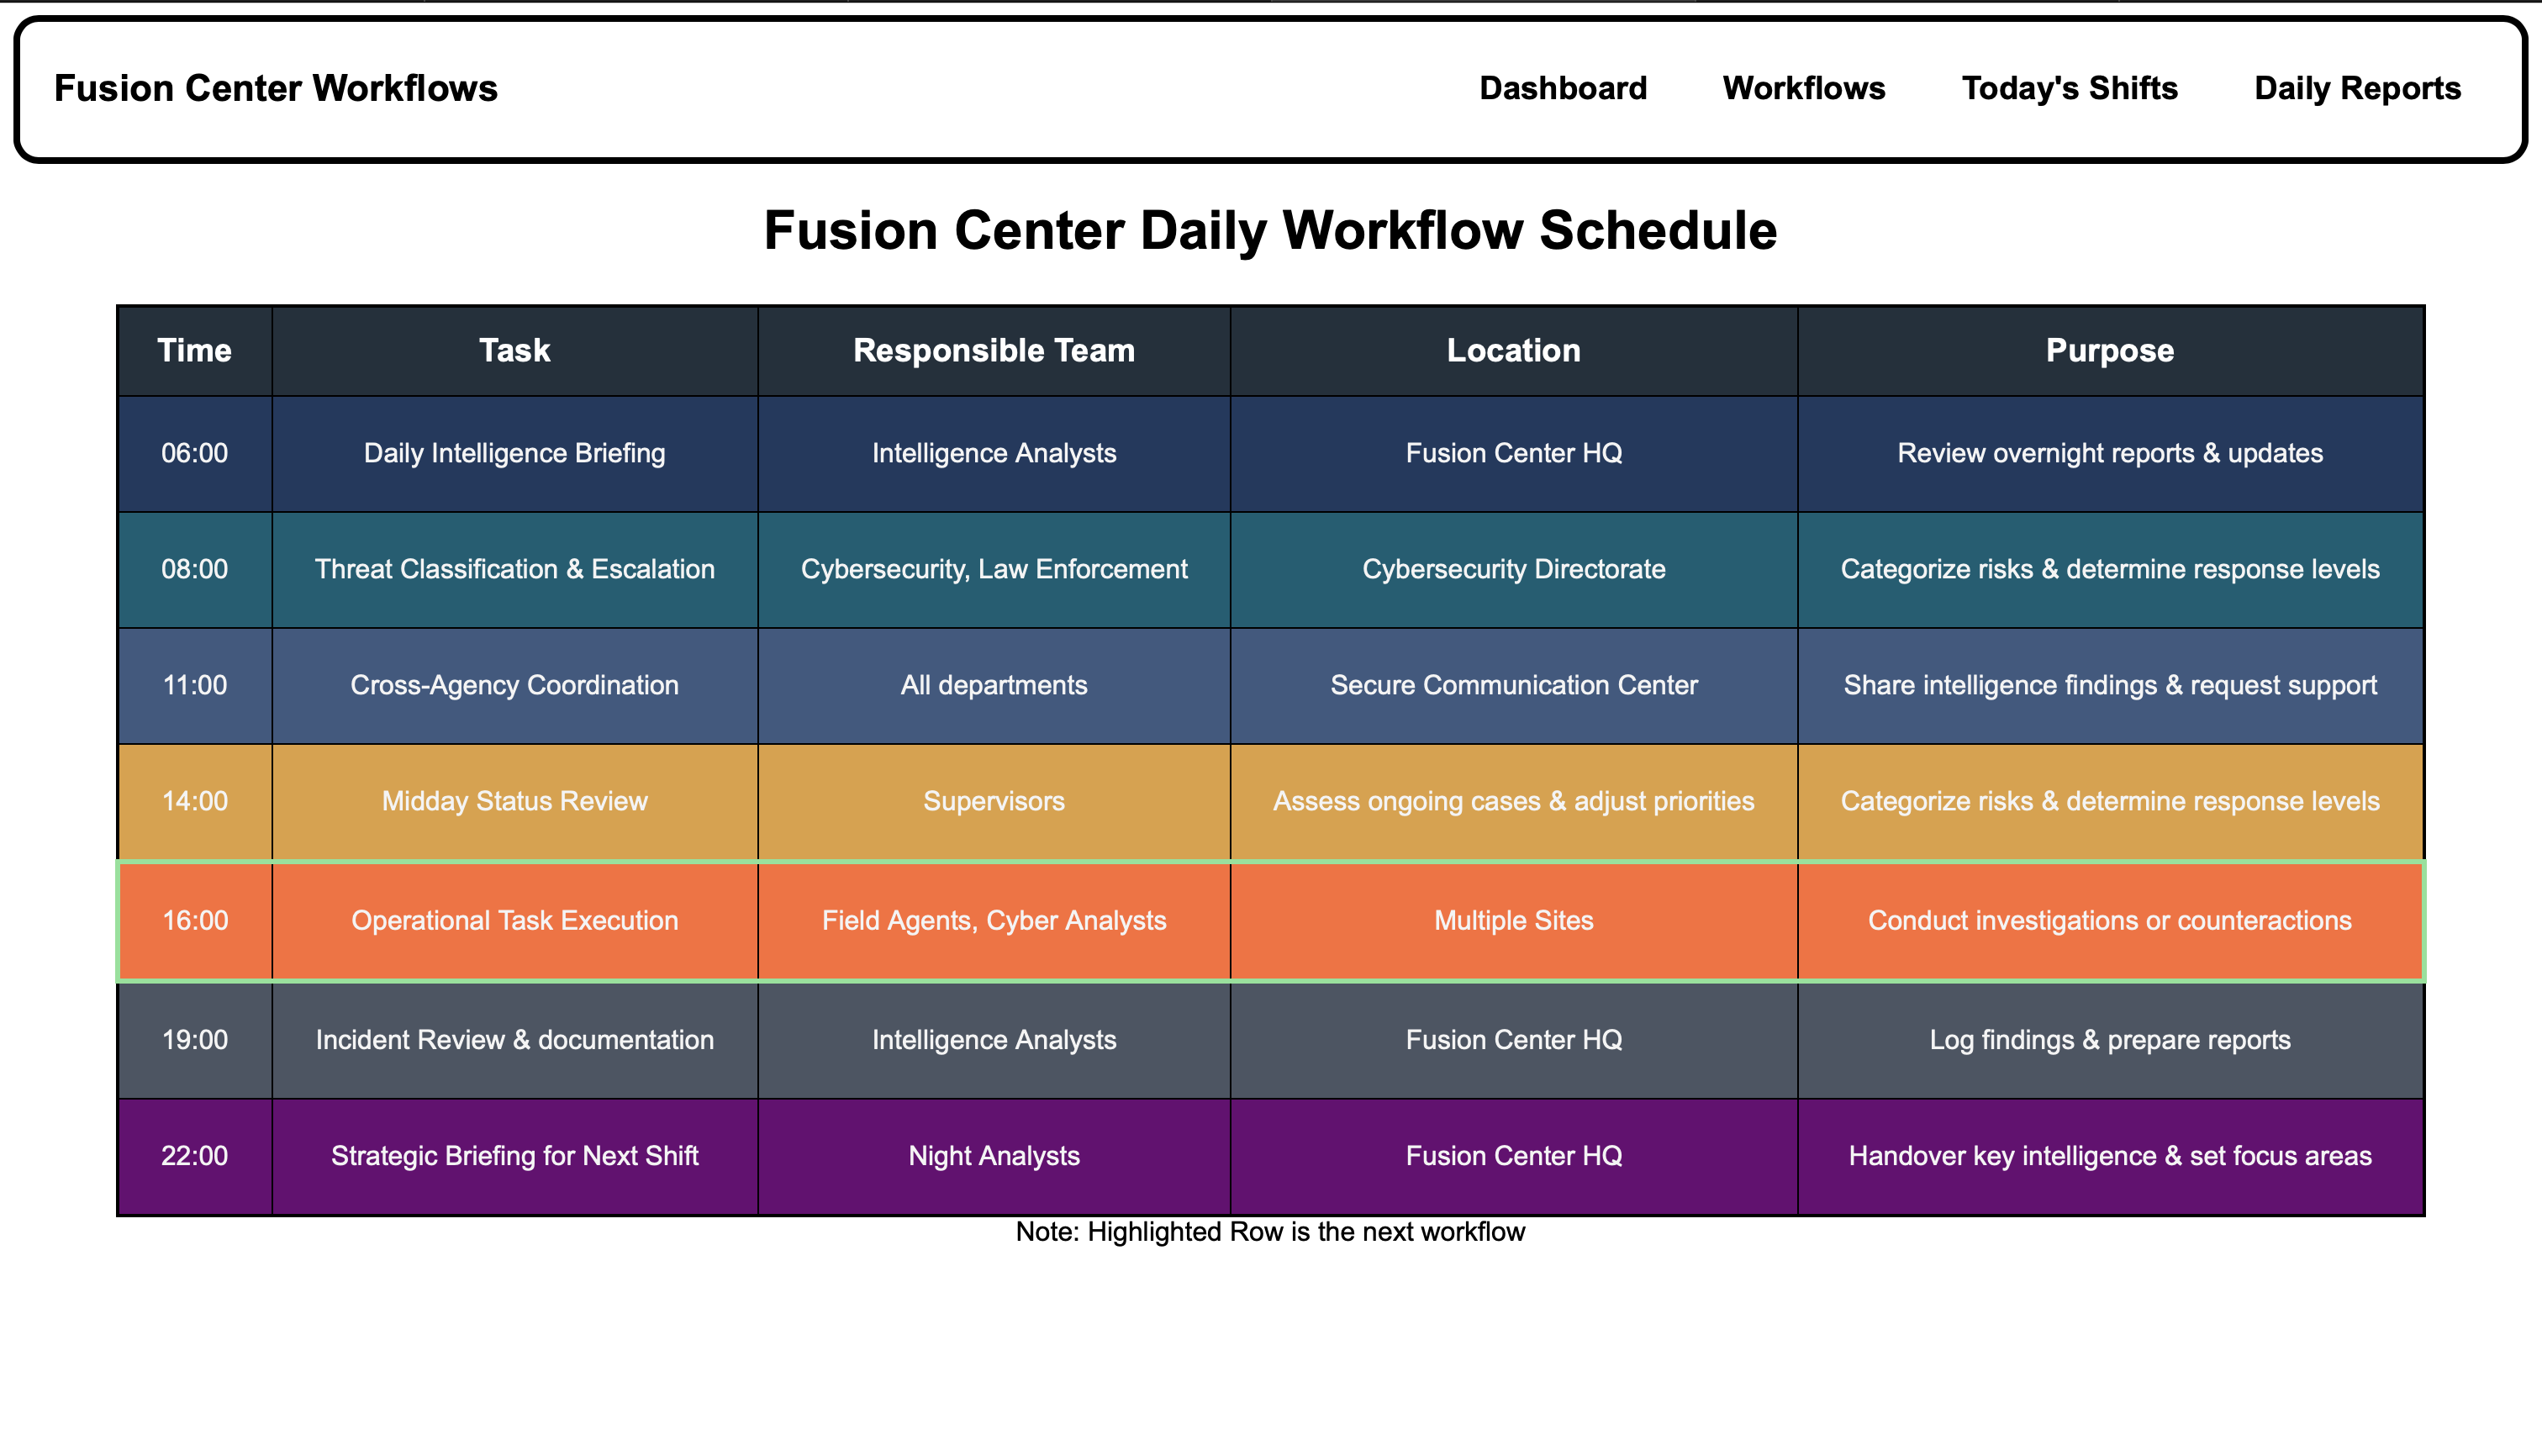 Fusion Center Workflows Dashboard Workflows Today's Shifts Daily Reports
Fusion Center Daily Workflow Schedule
Time Task Responsible Team Location Purpose
06:00 Daily Intelligence Briefing Intelligence Analysts Fusion Center HQ Review overnight reports & updates
08:00 Threat Classification & Escalation Cybersecurity, Law Enforcement Cybersecurity Directorate Categorize risks & determine response levels
11:00 Cross-Agency Coordination All departments Secure Communication Center Share intelligence findings & request support
14:00 Midday Status Review Supervisors Assess ongoing cases & adjust priorities Categorize risks & determine response levels
16:00 Operational Task Execution Field Agents, Cyber Analysts Multiple Sites Conduct investigations or counteractions
19:00 Incident Review & documentation Intelligence Analysts Fusion Center HQ Log findings & prepare reports
22:00 Strategic Briefing for Next Shift Night Analysts Fusion Center HQ Handover key intelligence & set focus areas
Note: Highlighted Row is the next workflow